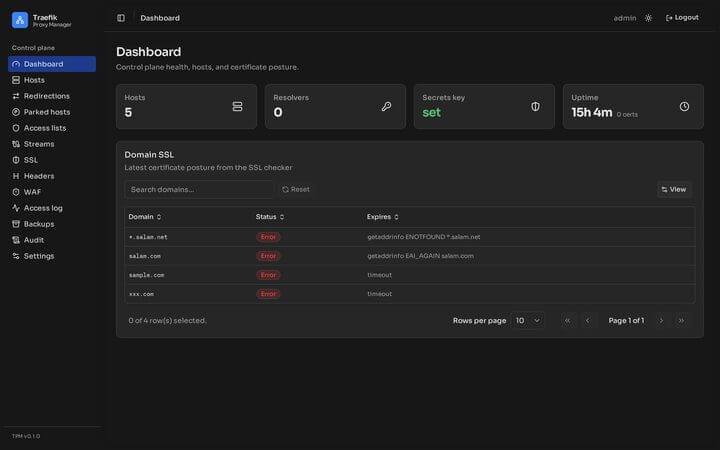 Traefik
Proxy Manager
Control plane
Dashboard
Hosts
Redirections
Parked hosts
Access lists
Streams
SSL
Headers
WAF
Access log
Backups
Audit
Settings
TPM v0.1.0
Dashboard
admin
Logout
Dashboard
Control plane health, hosts, and certificate posture.
Hosts
5
Resolvers
0
Secrets key
set
Uptime
15h 4m 0 certs
Domain SSL
Latest certificate posture from the SSL checker
Search domains...
Reset
View
Domain Status Expires
*.salam.net Error getaddrinfo ENOTFOUND *.salam.net
salam.com Error getaddrinfo EAI_AGAIN salam.com
sample.com Error timeout
xxx.com Error timeout
0 of 4 row(s) selected.
Rows per page 10 Page 1 of 1